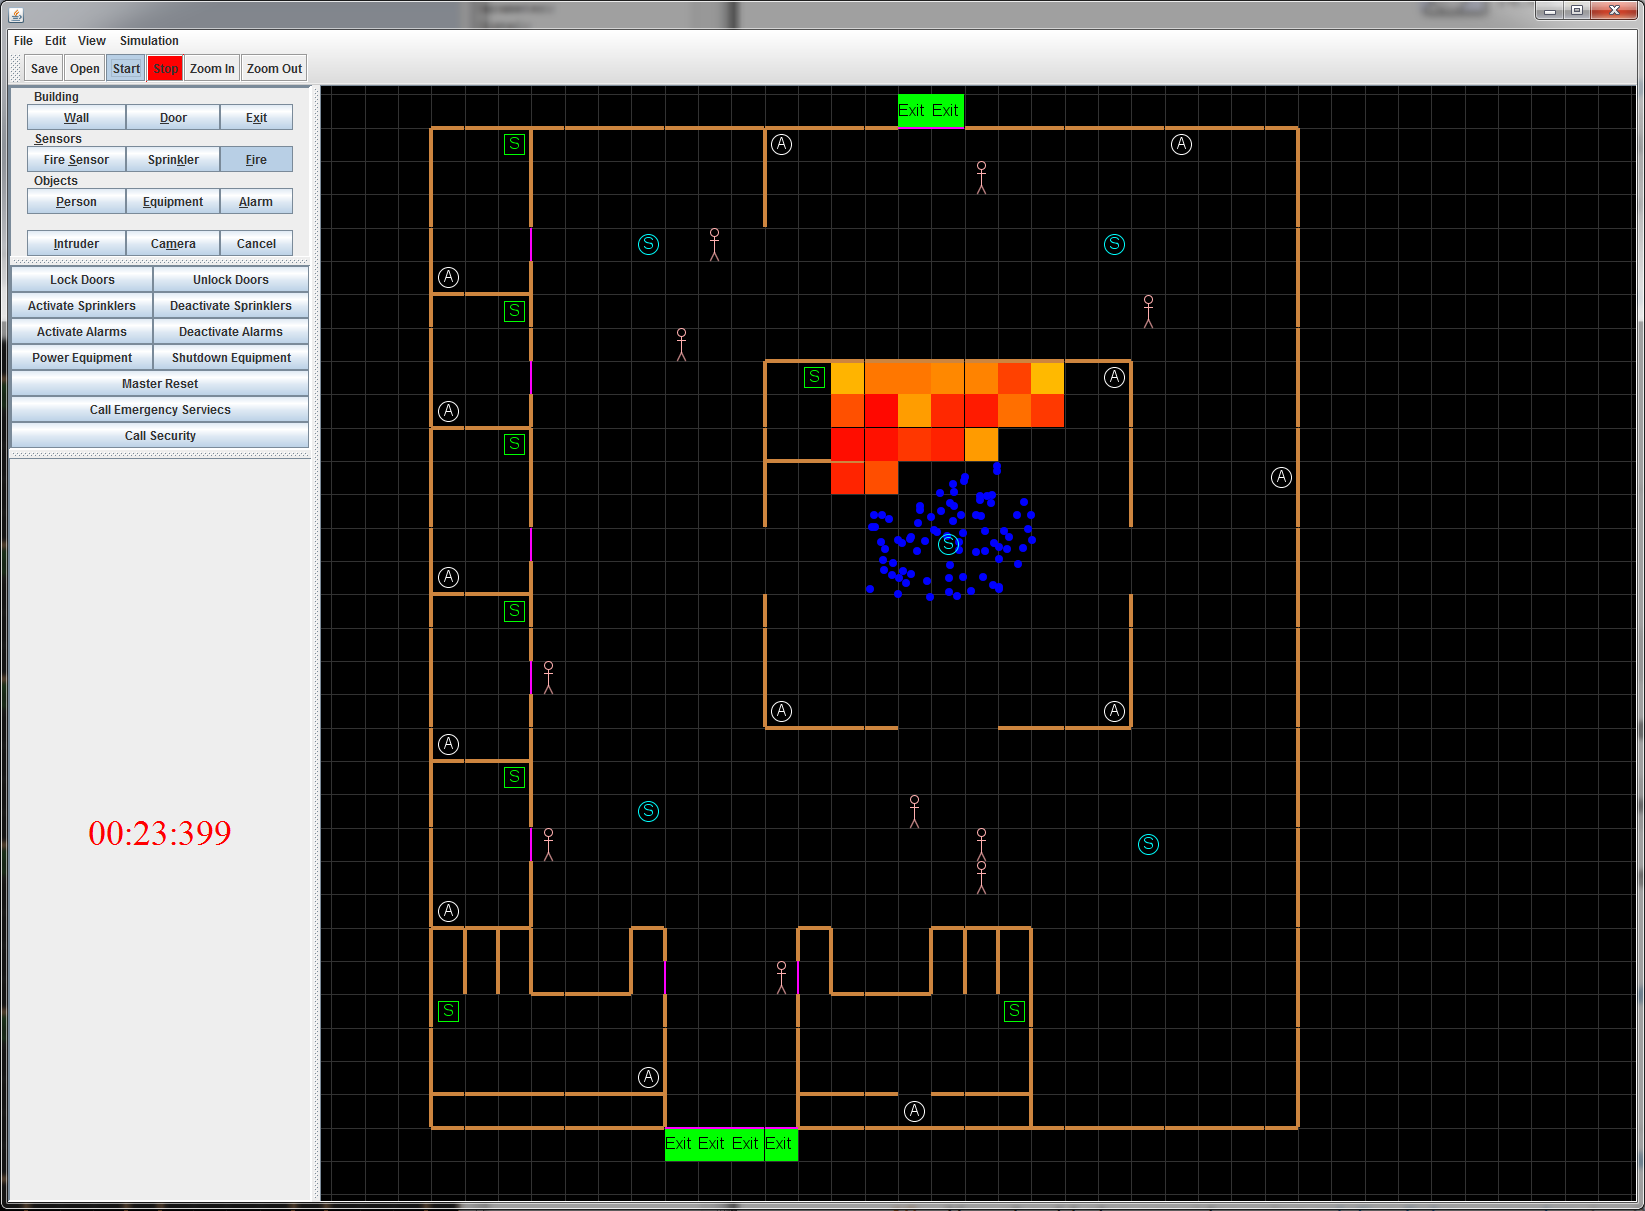 File Edit View Simulation
Save Open Start Stop Zoom In Zoom Out
Building
Wall Door Exit
Sensors
Fire Sensor Sprinkler Fire
Objects
Person Equipment Alarm
Intruder Camera Cancel
Lock Doors Unlock Doors
Activate Sprinklers Deactivate Sprinklers
Activate Alarms Deactivate Alarms
Power Equipment Shutdown Equipment
Master Reset
Call Emergency Serviecs
Call Security
00:23:399
Exit Exit
S A A
S S
A
S
S A
A
S
A
S
A
S
A A
A
S
S
S
A
S S
A
A
Exit Exit Exit Exit